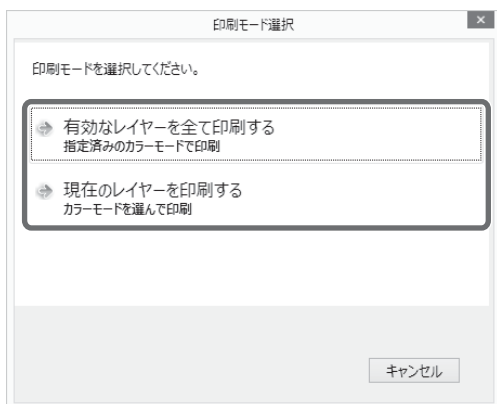 印刷モード選択
印刷モードを選択してください。
有効なレイヤーを全て印刷する
指定済みのカラーモードで印刷
現在のレイヤーを印刷する
カラーモードを選んで印刷
キャンセル